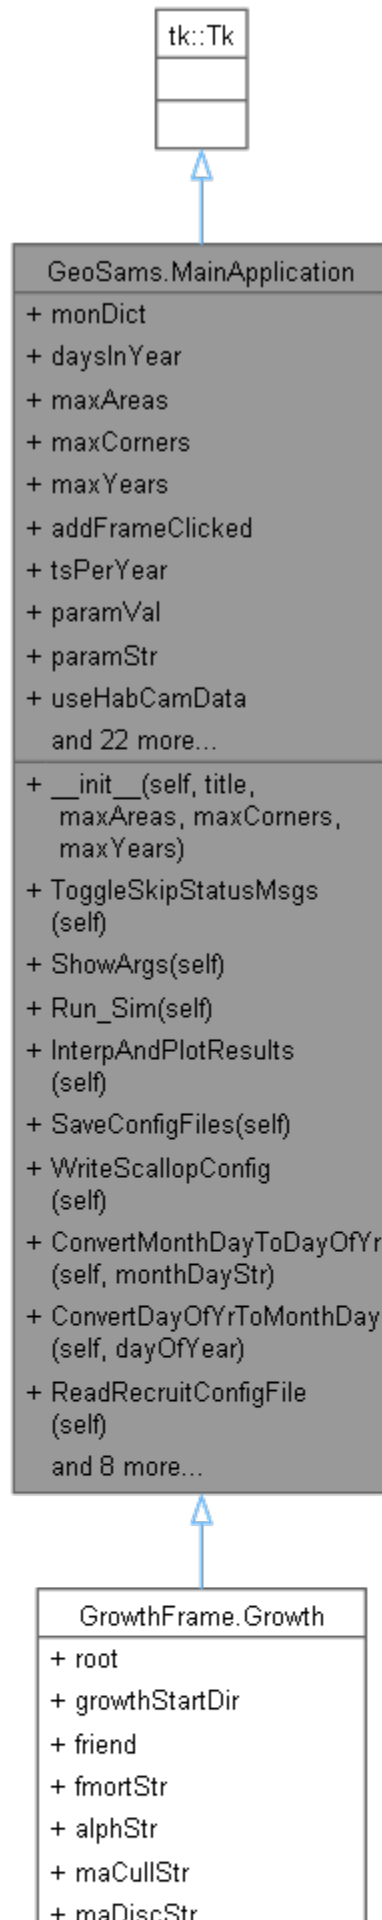 tk::Tk
GeoSams.MainApplication
+ monDict
+ daysInYear
+ maxAreas
+ maxCorners
+ maxYears
+ addFrameClicked
+ tsPerYear
+ paramVal
+ paramStr
+ useHabCamData
and 22 more...
+ __init__(self, title,
maxAreas, maxCorners,
maxYears)
+ ToggleSkipStatusMsgs
(self)
+ ShowArgs(self)
+ Run_Sim(self)
+ InterpAndPlotResults
(self)
+ SaveConfigFiles(self)
+ WriteScallopConfig
(self)
+ ConvertMonthDayToDayOfYr
(self, monthDayStr)
+ ConvertDayOfYrToMonthDay
(self, dayOfYear)
+ ReadRecruitConfigFile
(self)
and 8 more...
GrowthFrame.Growth
+ root
+ growthStartDir
+ friend
+ fmortStr
+ alphStr
+ maCullStr
+ maDiscStr